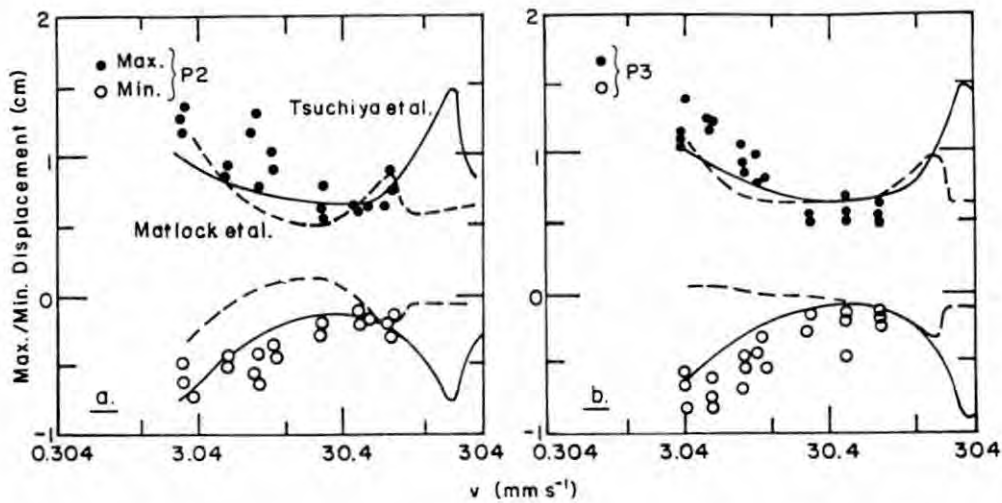 2
1
0
-1
Max./Min. Displacement (cm)
Max.
Min.
P2
Tsuchiya et al.
Matlock et al.
a.
0.304 3.04 30.4 304
2
1
0
-1
P3
b.
0.304 3.04 30.4 304
v (mm s⁻¹)